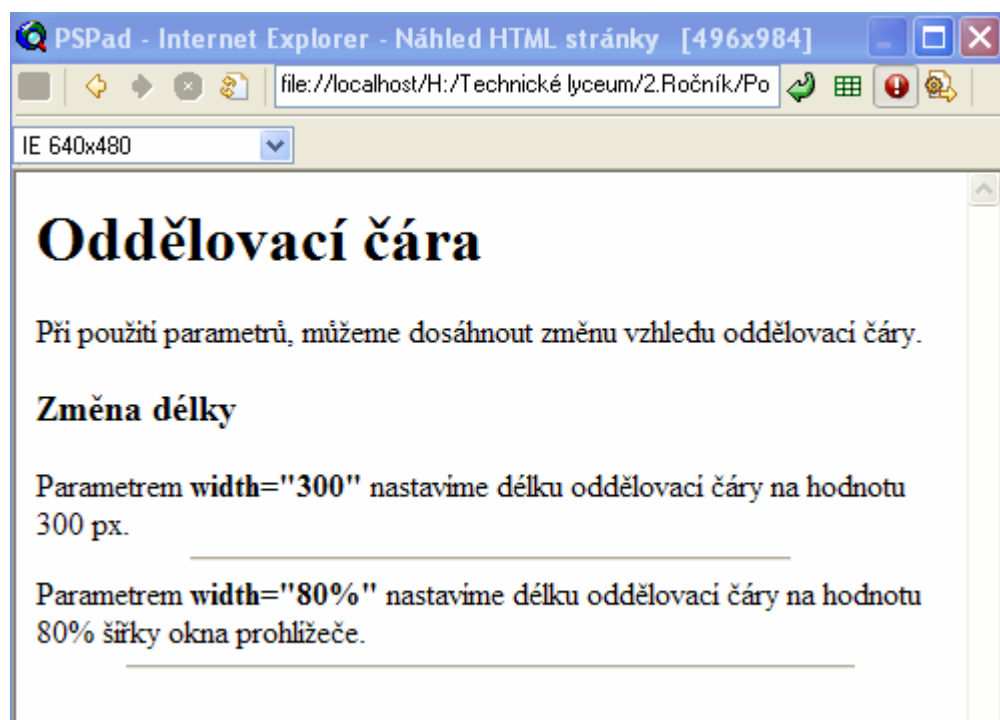 PSPad - Internet Explorer - Náhled HTML stránky [496x984]
file://localhost/H:/Technické lyceum/2.Ročník/Po
IE 640x480
Oddělovací čára
Při použití parametrů, můžeme dosáhnout změnu vzhledu oddělovací čáry.
Změna délky
Parametrem width="300" nastavíme délku oddělovací čáry na hodnotu
300 px.
Parametrem width="80%" nastavíme délku oddělovací čáry na hodnotu
80% šířky okna prohlížeče.